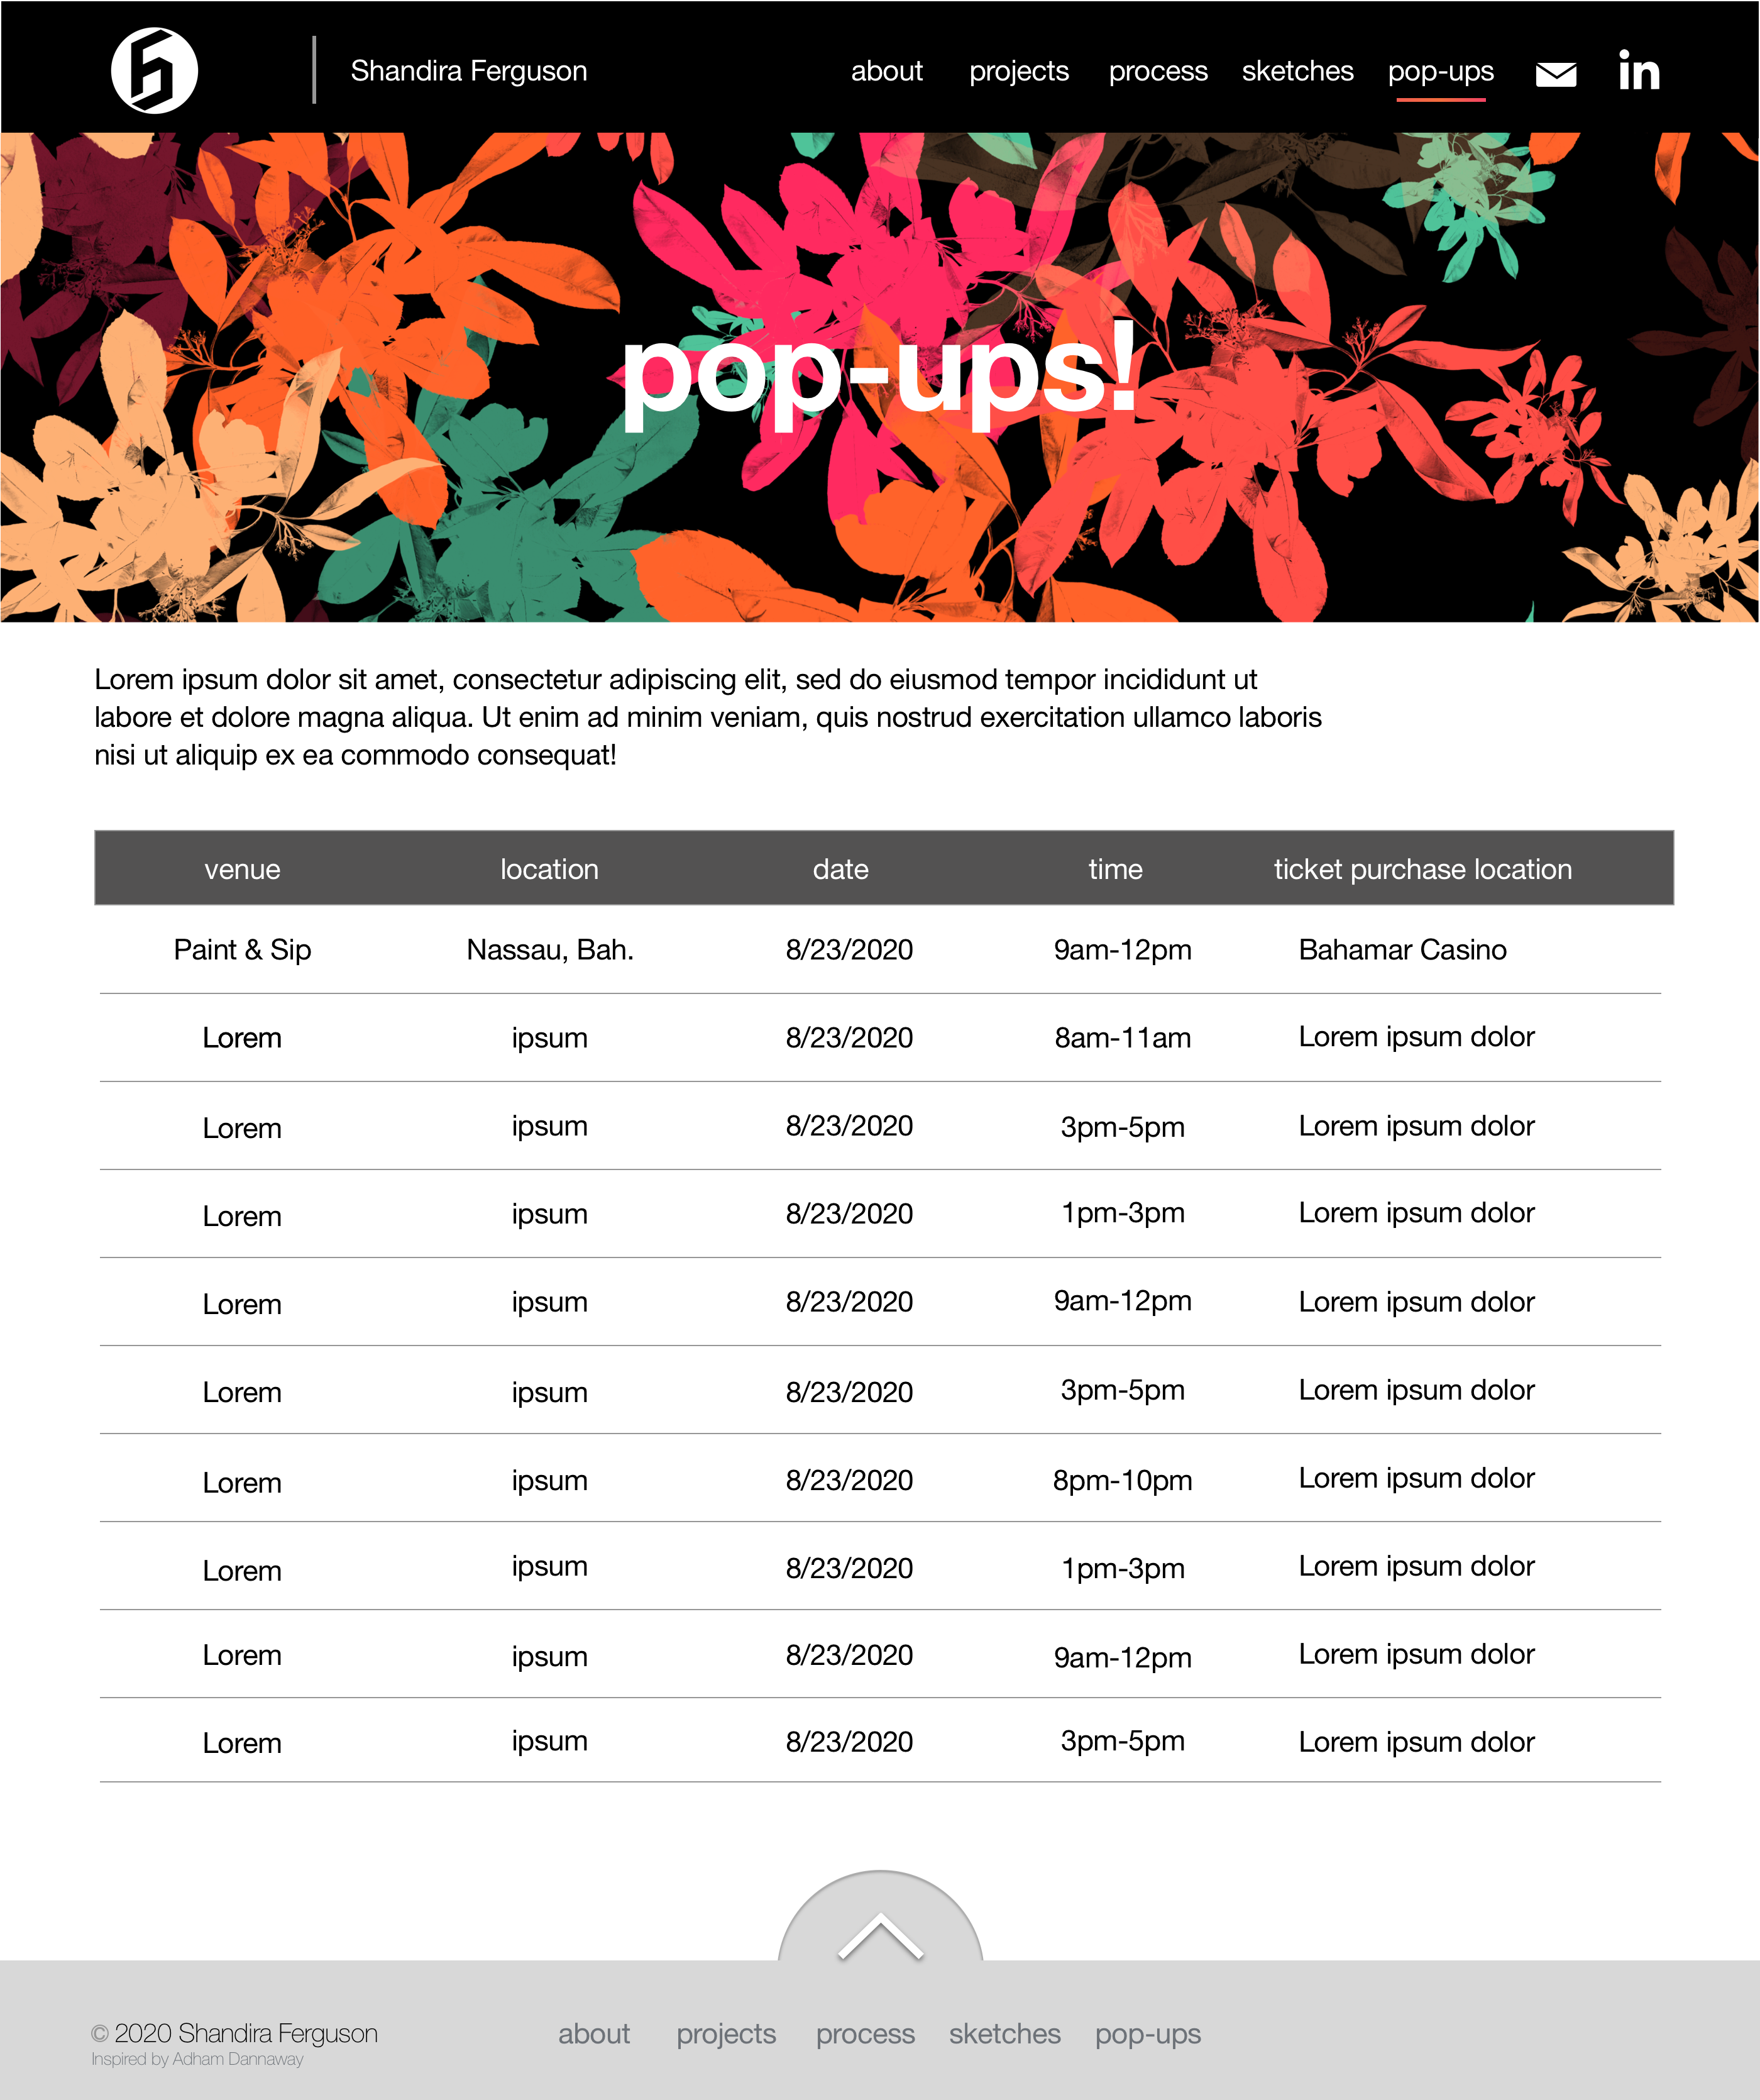 Shandira Ferguson about projects process sketches pop-ups in
pop-ups!
Lorem ipsum dolor sit amet, consectetur adipiscing elit, sed do eiusmod tempor incididunt ut
labore et dolore magna aliqua. Ut enim ad minim veniam, quis nostrud exercitation ullamco laboris
nisi ut aliquip ex ea commodo consequat!
venue location date time ticket purchase location
Paint & Sip Nassau, Bah. 8/23/2020 9am-12pm Bahamar Casino
Lorem ipsum 8/23/2020 8am-11am Lorem ipsum dolor
Lorem ipsum 8/23/2020 3pm-5pm Lorem ipsum dolor
Lorem ipsum 8/23/2020 1pm-3pm Lorem ipsum dolor
Lorem ipsum 8/23/2020 9am-12pm Lorem ipsum dolor
Lorem ipsum 8/23/2020 3pm-5pm Lorem ipsum dolor
Lorem ipsum 8/23/2020 8pm-10pm Lorem ipsum dolor
Lorem ipsum 8/23/2020 1pm-3pm Lorem ipsum dolor
Lorem ipsum 8/23/2020 9am-12pm Lorem ipsum dolor
Lorem ipsum 8/23/2020 3pm-5pm Lorem ipsum dolor
© 2020 Shandira Ferguson about projects process sketches pop-ups
Inspired by Adham Dannaway